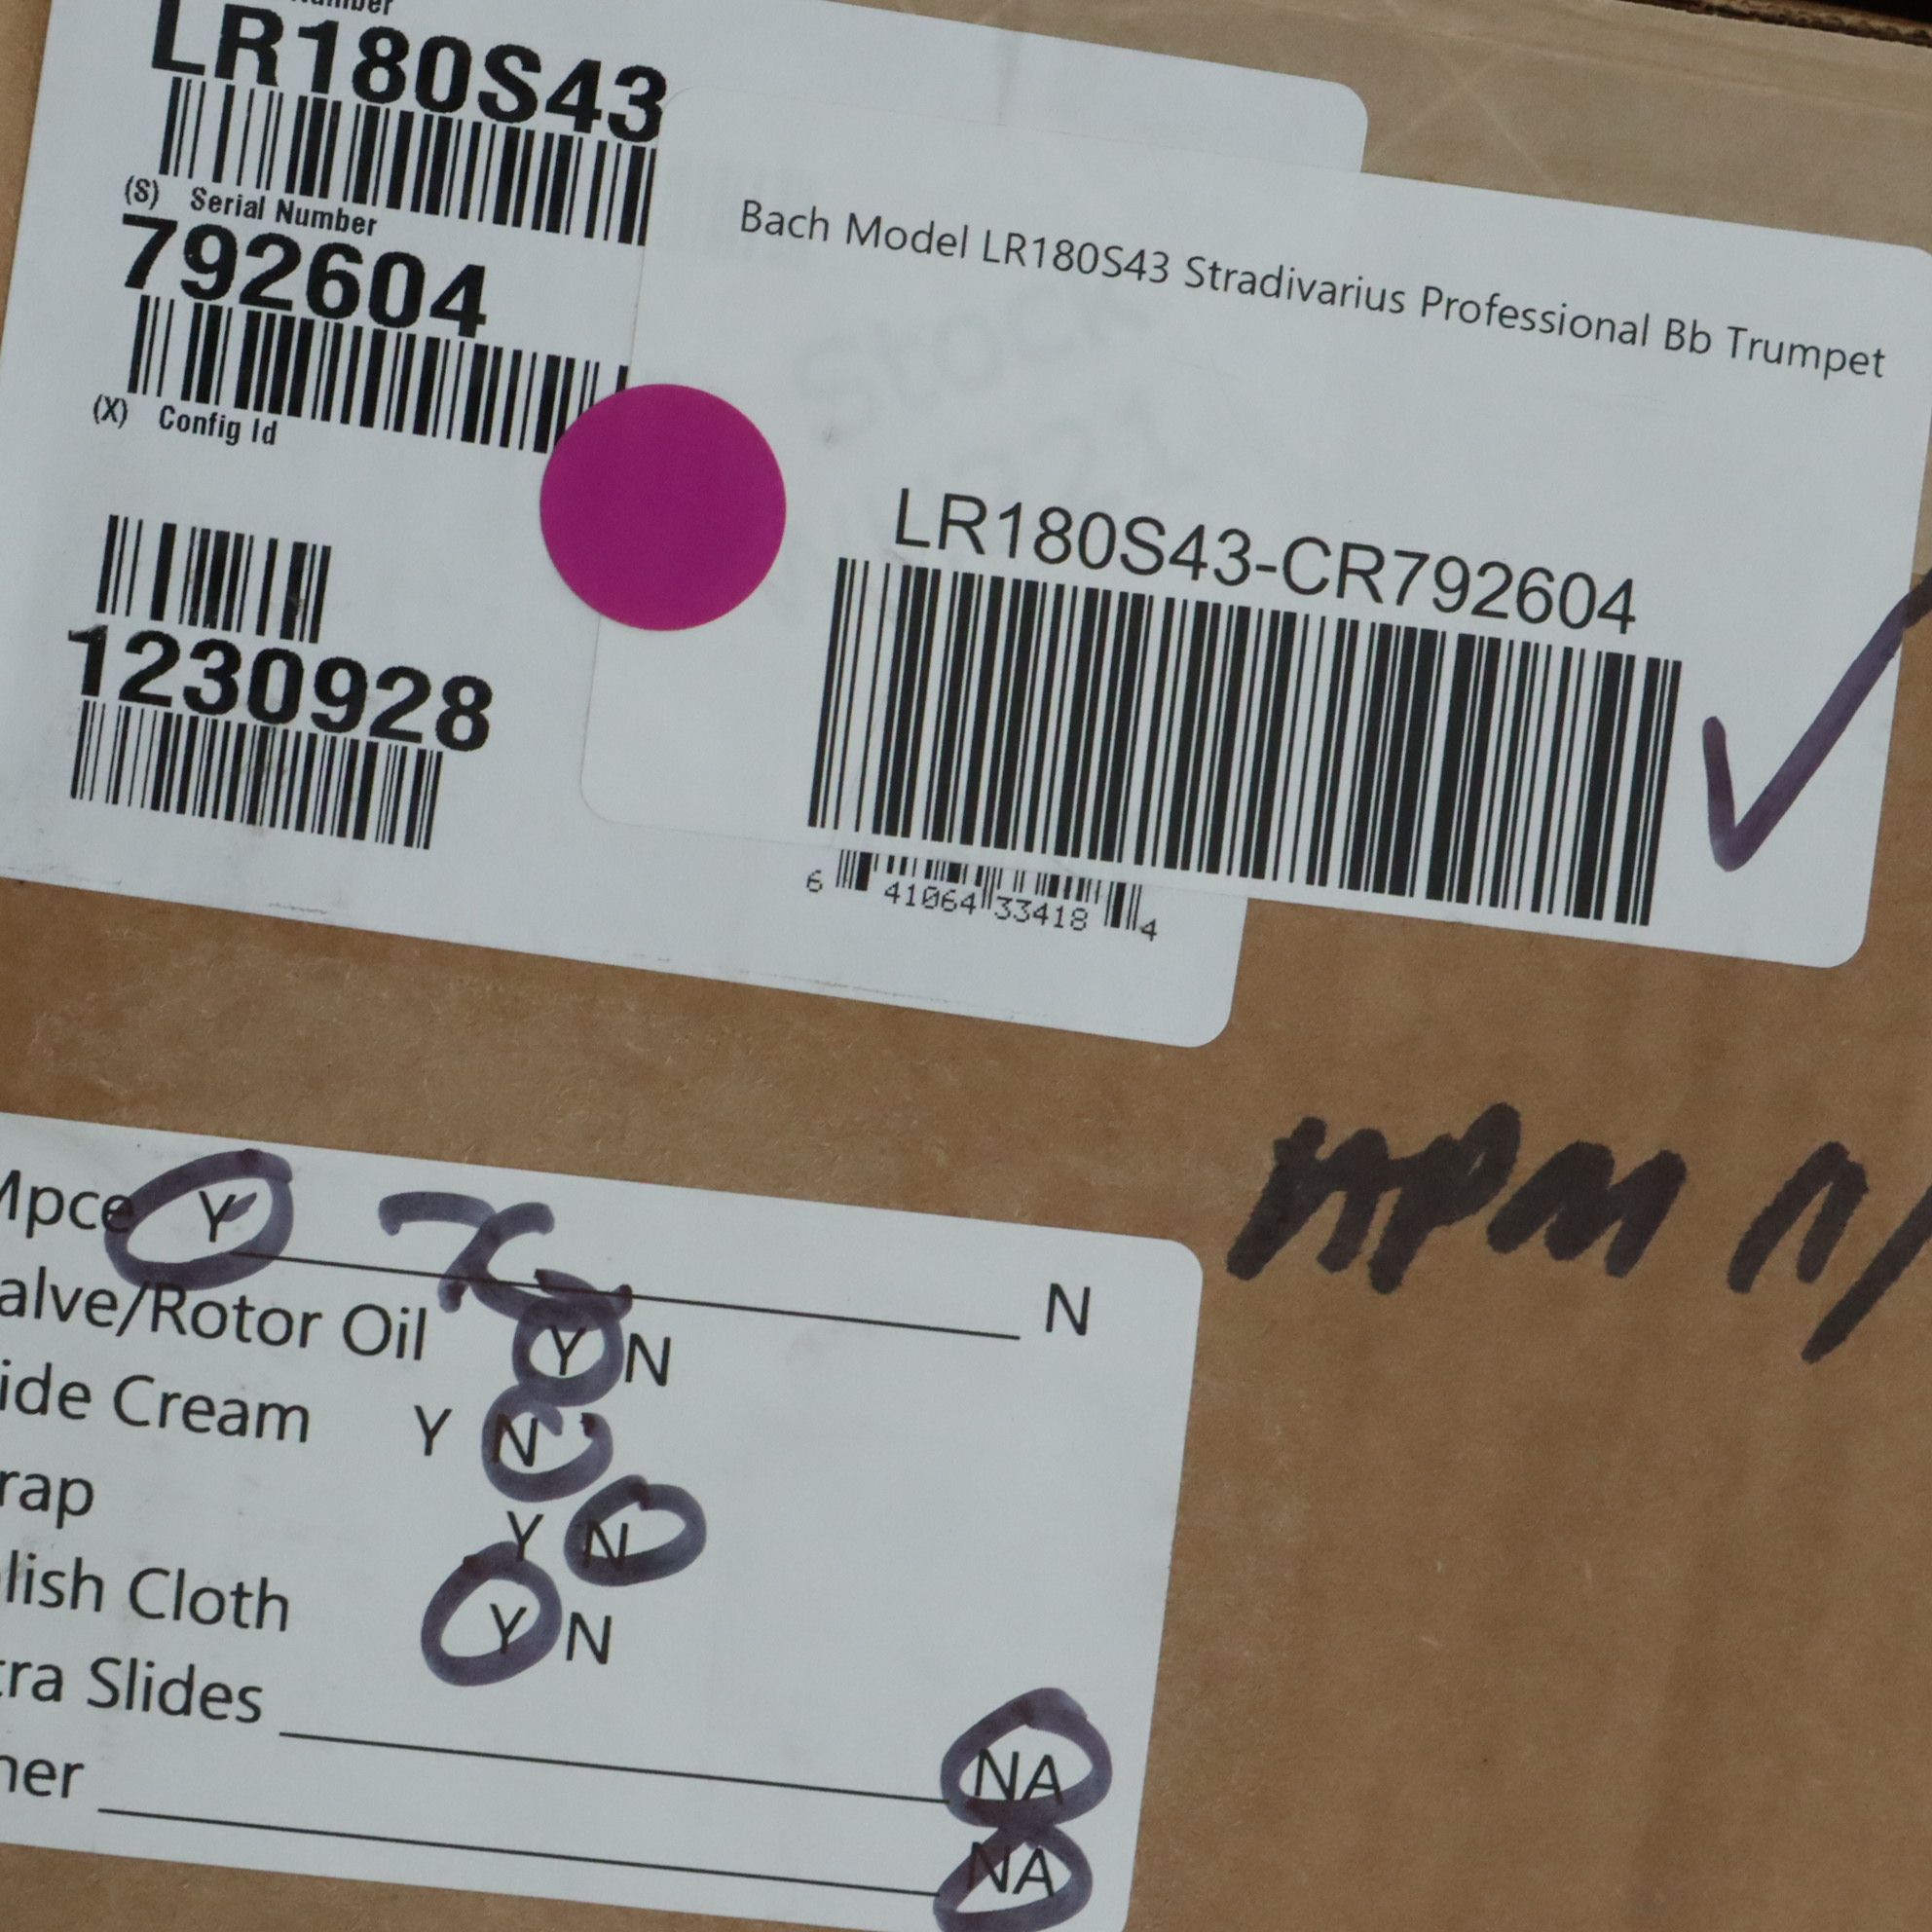 LR180S43
(S) Serial Number
792604
(X) Config Id
1230928
Bach Model LR180S43 Stradivarius Professional Bb Trumpet
LR180S43-CR792604
6 41064 33418 4
Mpce Y 7C N
alve/Rotor Oil Y N
ide Cream Y N
rap Y N
lish Cloth Y N
tra Slides NA
her NA